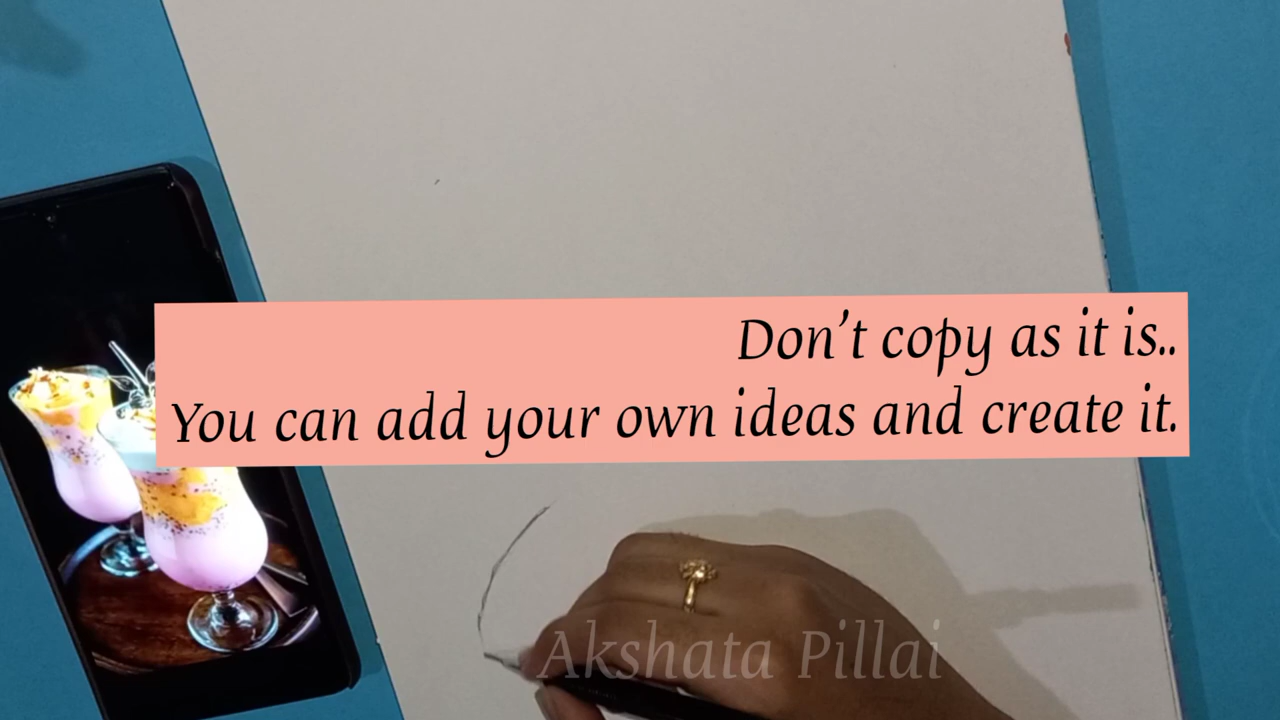 Don't copy as it is..
You can add your own ideas and create it.
Akshata Pillai